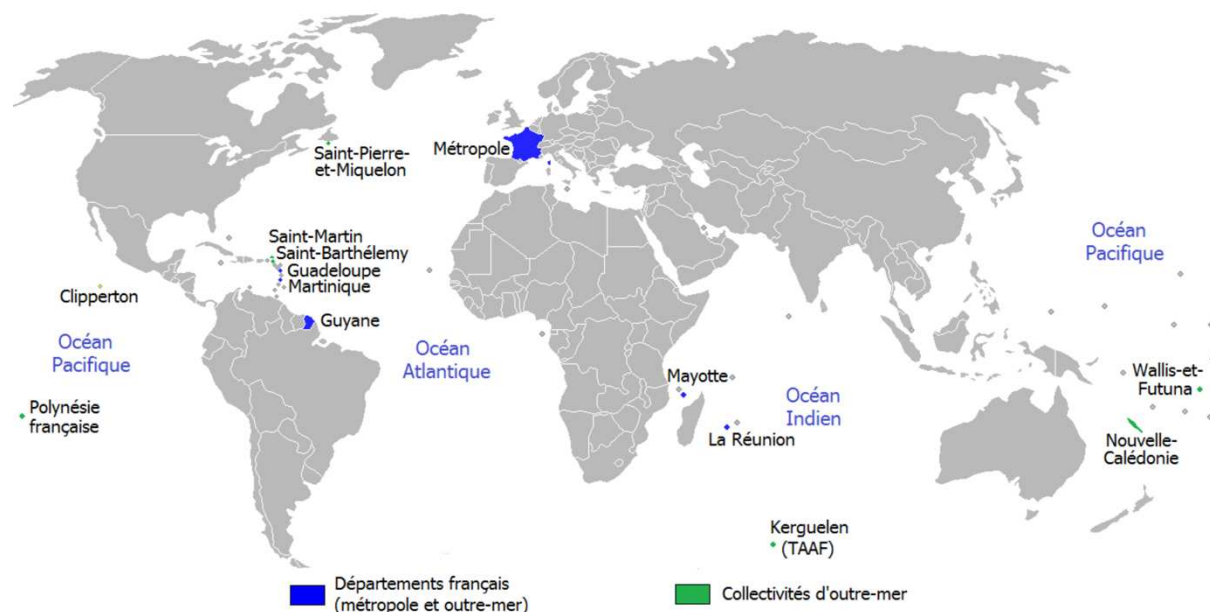 Métropole
Saint-Pierre-
et-Miquelon
Saint-Martin
Saint-Barthélemy
Guadeloupe
Martinique
Clipperton
Guyane
Océan
Pacifique
Océan
Atlantique
Polynésie
française
Mayotte
La Réunion
Océan
Indien
Océan
Pacifique
Wallis-et-
Futuna
Nouvelle-
Calédonie
Kerguelen
(TAAF)
Départements français
(métropole et outre-mer)
Collectivités d'outre-mer